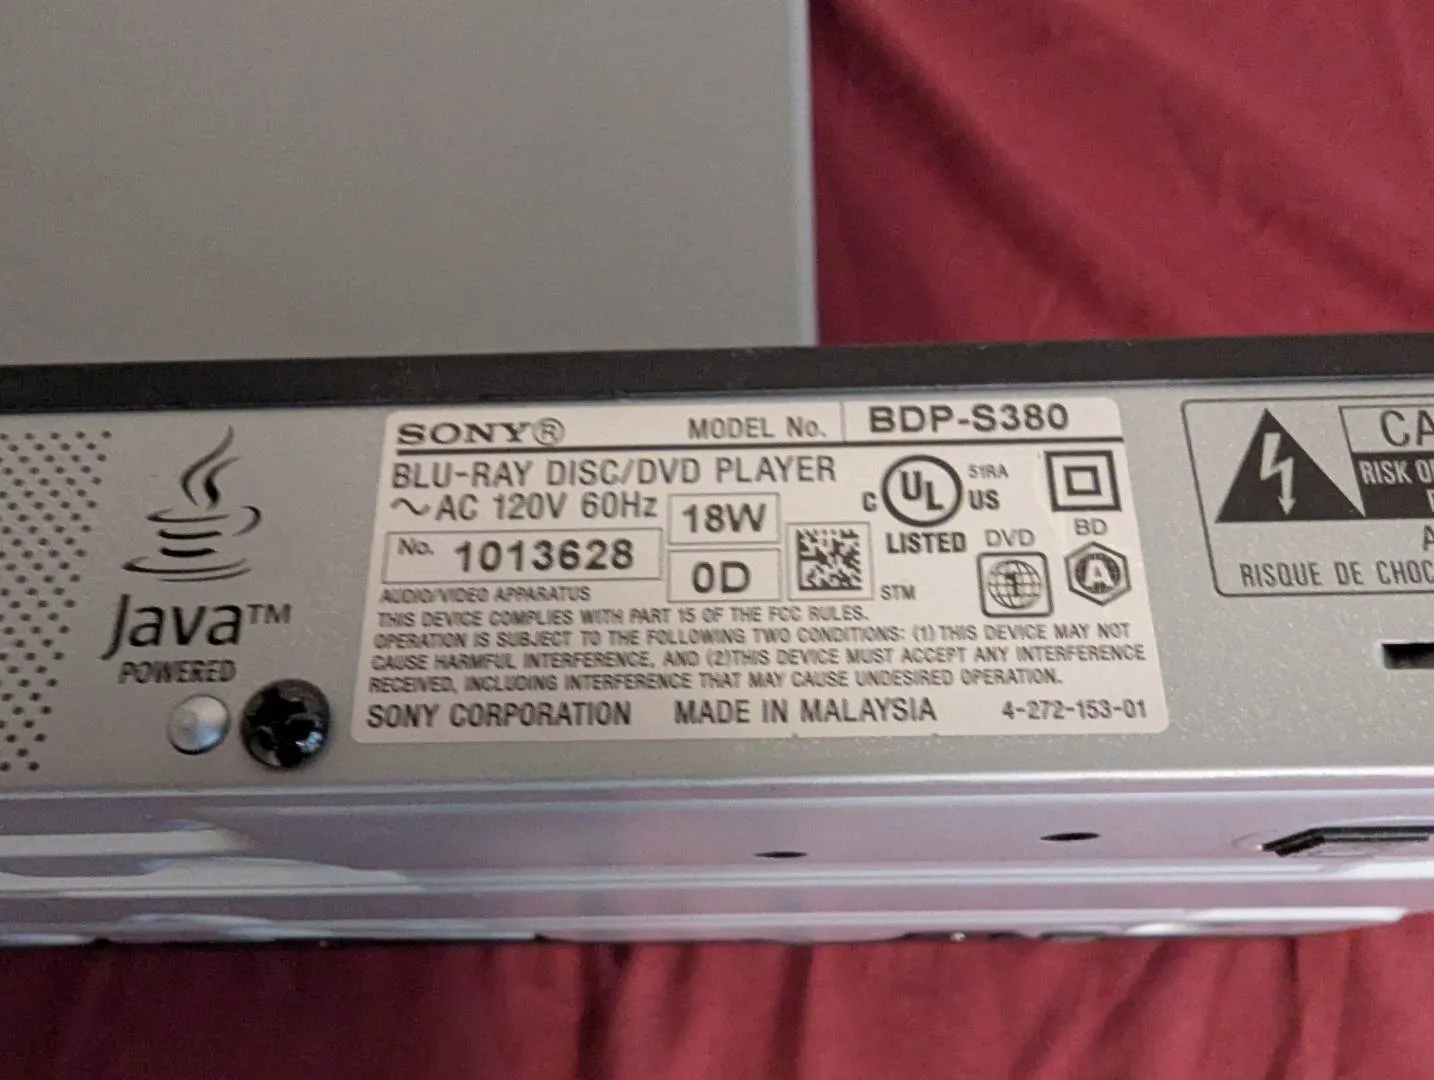 SONY® MODEL No. BDP-S380
BLU-RAY DISC/DVD PLAYER
~AC 120V 60Hz 18W
No. 1013628 0D
C UL US 51RA
LISTED
DVD
1
BD
A
STM
AUDIO/VIDEO APPARATUS
THIS DEVICE COMPLIES WITH PART 15 OF THE FCC RULES.
OPERATION IS SUBJECT TO THE FOLLOWING TWO CONDITIONS: (1) THIS DEVICE MAY NOT
CAUSE HARMFUL INTERFERENCE, AND (2)THIS DEVICE MUST ACCEPT ANY INTERFERENCE
RECEIVED, INCLUDING INTERFERENCE THAT MAY CAUSE UNDESIRED OPERATION.
SONY CORPORATION MADE IN MALAYSIA 4-272-153-01
Java™
POWERED
RISK
RISQUE DE